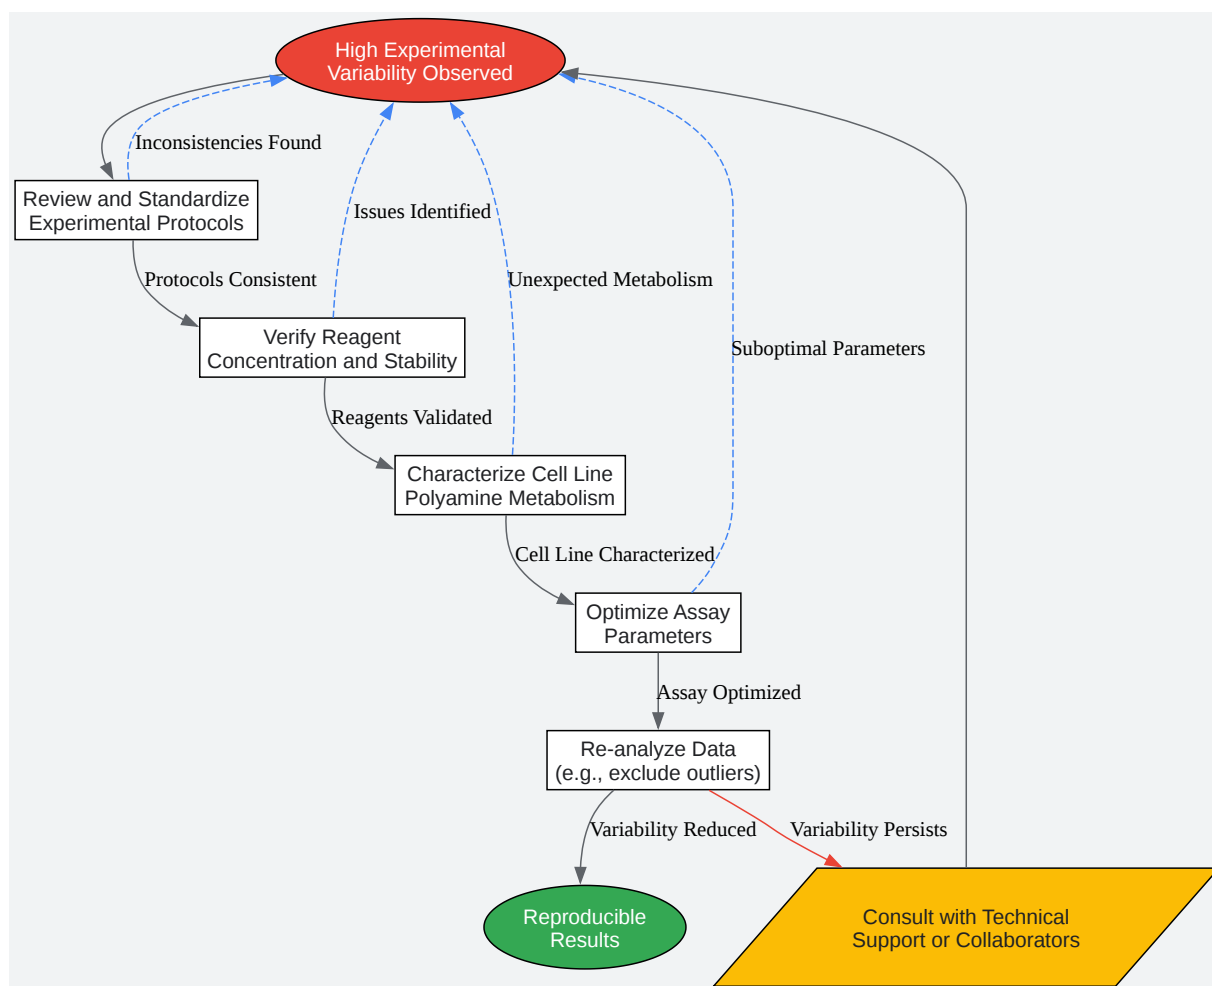 High Experimental
Variability Observed
Inconsistencies Found
Review and Standardize
Experimental Protocols
Issues Identified
Protocols Consistent
Unexpected Metabolism
Verify Reagent
Concentration and Stability
Suboptimal Parameters
Reagents Validated
Characterize Cell Line
Polyamine Metabolism
Cell Line Characterized
Optimize Assay
Parameters
Assay Optimized
Re-analyze Data
(e.g., exclude outliers)
Variability Reduced
Variability Persists
Reproducible
Results
Consult with Technical
Support or Collaborators